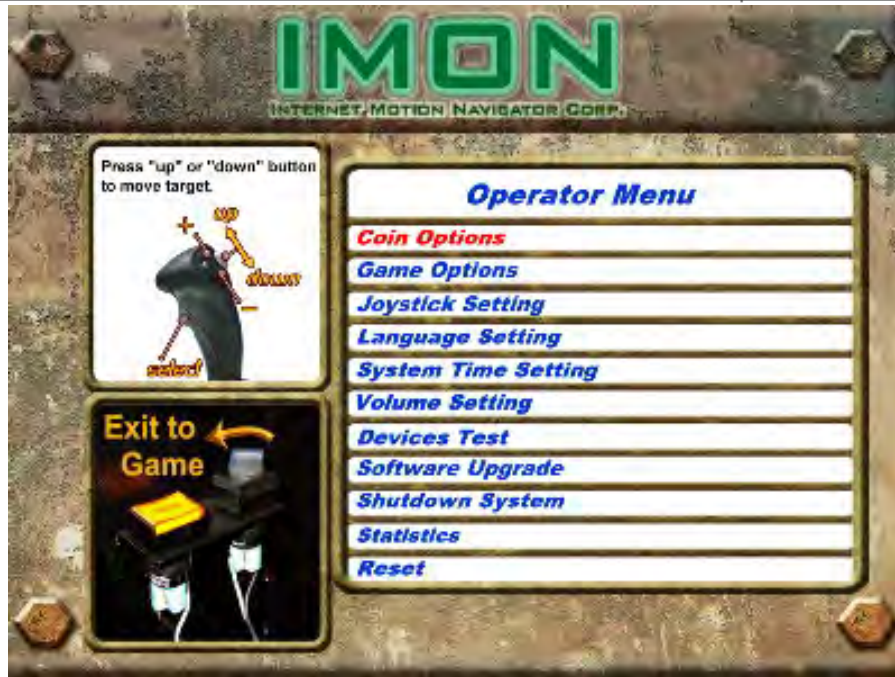 IMON
INTERNET MOTION NAVIGATOR CORP.
Press "up" or "down" button
to move target.
+
up
down
-
select
Exit to
Game
Operator Menu
Coin Options
Game Options
Joystick Setting
Language Setting
System Time Setting
Volume Setting
Devices Test
Software Upgrade
Shutdown System
Statistics
Reset